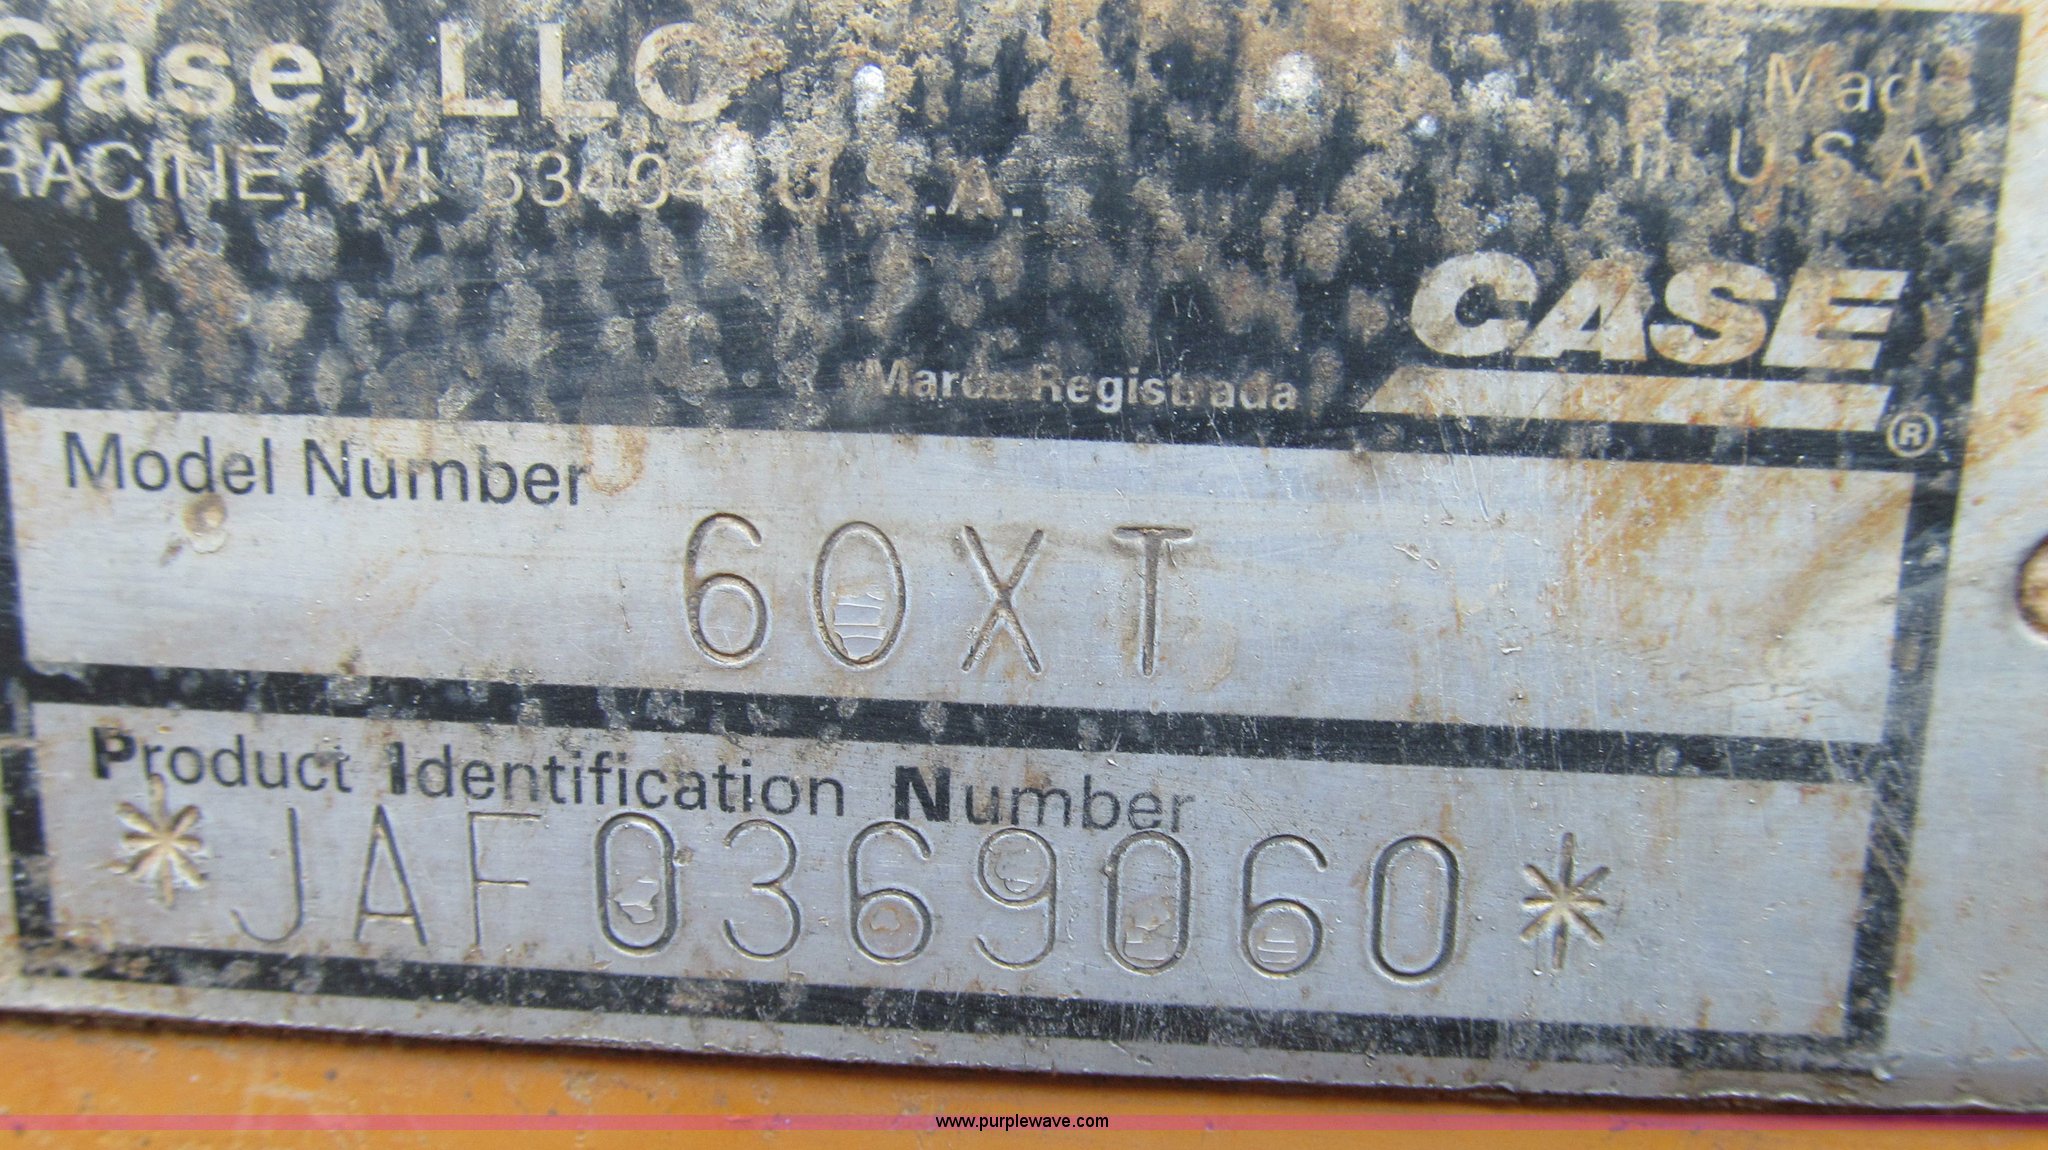 Case, LLC
RACINE, WI 53404 U.S.A.
Made
in U.S.A
CASE
Marca Registrada
®
Model Number
60XT
Product Identification Number
*JAF0369060*
www.purplewave.com